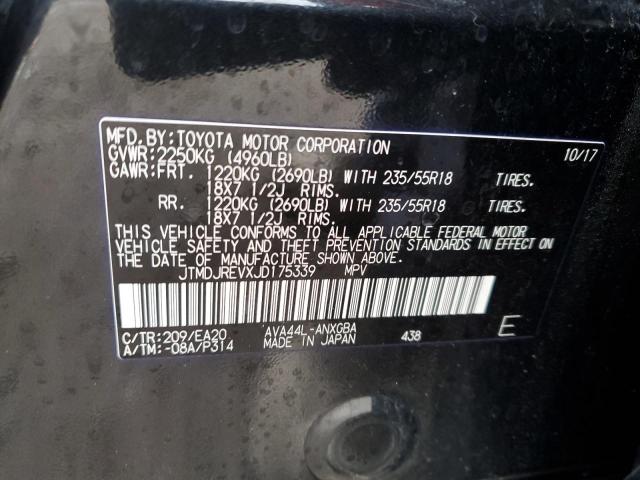 MFD.BY:TOYOTA MOTOR CORPORATION 10/17
GVWR:2250KG (4960LB)
GAWR:FRT. 1220KG (2690LB) WITH 235/55R18 TIRES.
18X7 1/2J RIMS.
RR. 1220KG (2690LB) WITH 235/55R18 TIRES.
18X7 1/2J RIMS.
THIS VEHICLE CONFORMS TO ALL APPLICABLE FEDERAL MOTOR
VEHICLE SAFETY AND THEFT PREVENTION STANDARDS IN EFFECT ON
THE DATE OF MANUFACTURE SHOWN ABOVE.
JTMDJREVXJD175339 MPV
C/TR:209/EA20 AVA44L-ANXGBA 438 E
A/TM:-08A/P314 MADE IN JAPAN